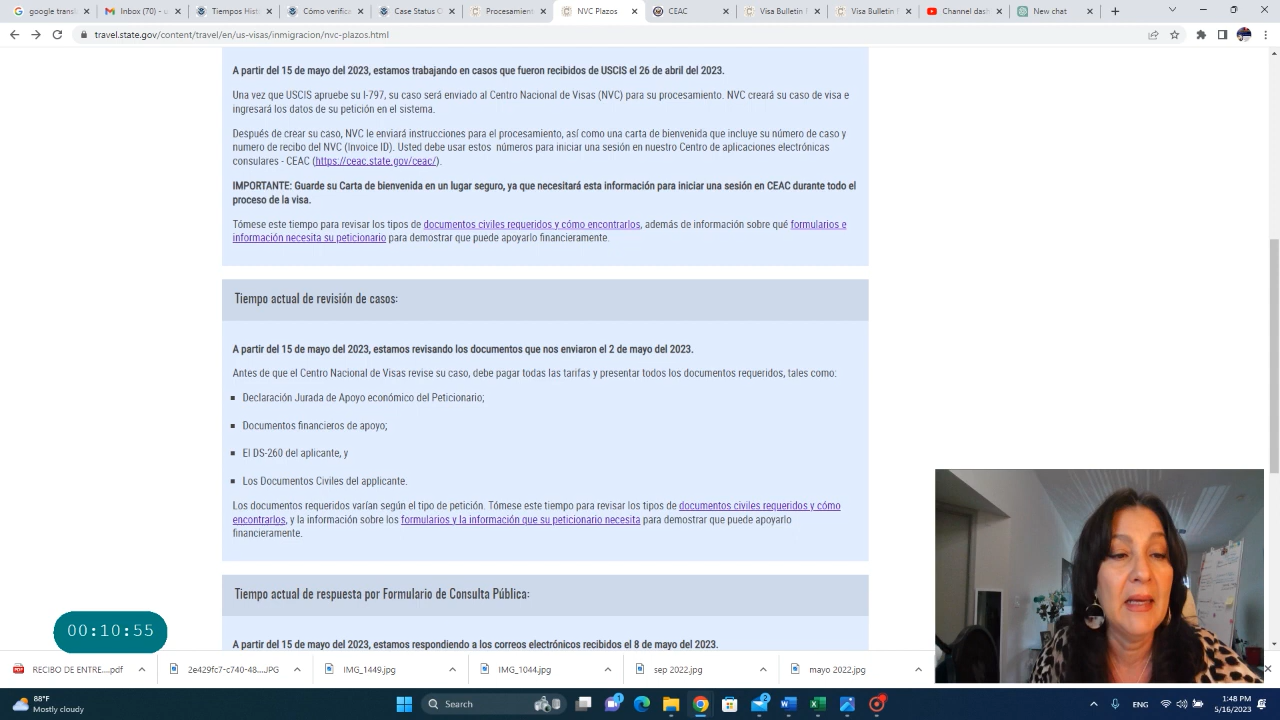 google trans
Inbox (70) -
Tiempos Hist
Cómo verific
Case Status C
Procesamien
NVC Plazos
CEAC
Visa Bulletin F
Visa Bulletin f
Channel dash
New chat
travel.state.gov/content/travel/en/us-visas/inmigracion/nvc-plazos.html
A partir del 15 de mayo del 2023, estamos trabajando en casos que fueron recibidos de USCIS el 26 de abril del 2023.
Una vez que USCIS apruebe su I-797, su caso será enviado al Centro Nacional de Visas (NVC) para su procesamiento. NVC creará su caso de visa e
ingresará los datos de su petición en el sistema.
Después de crear su caso, NVC le enviará instrucciones para el procesamiento, así como una carta de bienvenida que incluye su número de caso y
numero de recibo del NVC (Invoice ID). Usted debe usar estos números para iniciar una sesión en nuestro Centro de aplicaciones electrónicas
consulares - CEAC (https://ceac.state.gov/ceac/).
IMPORTANTE: Guarde su Carta de bienvenida en un lugar seguro, ya que necesitará esta información para iniciar una sesión en CEAC durante todo el
proceso de la visa.
Tómese este tiempo para revisar los tipos de documentos civiles requeridos y cómo encontrarlos, además de información sobre qué formularios e
información necesita su peticionario para demostrar que puede apoyarlo financieramente.
Tiempo actual de revisión de casos:
A partir del 15 de mayo del 2023, estamos revisando los documentos que nos enviaron el 2 de mayo del 2023.
Antes de que el Centro Nacional de Visas revise su caso, debe pagar todas las tarifas y presentar todos los documentos requeridos, tales como:
Declaración Jurada de Apoyo económico del Peticionario;
Documentos financieros de apoyo;
El DS-260 del aplicante, y
Los Documentos Civiles del applicante.
Los documentos requeridos varían según el tipo de petición. Tómese este tiempo para revisar los tipos de documentos civiles requeridos y cómo
encontrarlos, y la información sobre los formularios y la información que su peticionario necesita para demostrar que puede apoyarlo
financieramente.
Tiempo actual de respuesta por Formulario de Consulta Pública:
A partir del 15 de mayo del 2023, estamos respondiendo a los correos electrónicos recibidos el 8 de mayo del 2023.
00:10:55
RECIBO DE ENTRE....pdf
2e429fc7-c740-48....JPG
IMG_1449.jpg
IMG_1044.jpg
sep 2022.jpg
mayo 2022.jpg
88°F
Mostly cloudy
Search
1
2
ENG
1:48 PM
5/16/2023